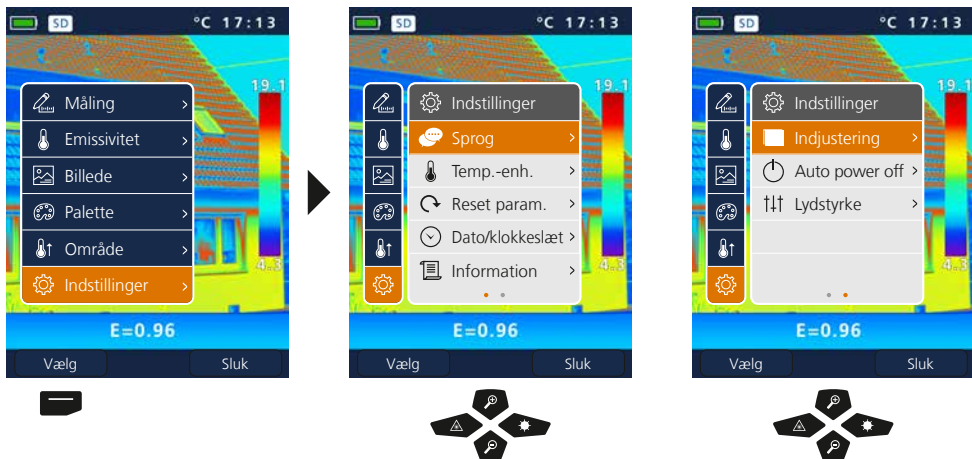 SD °C 17:13
19.1
Måling
Emissivitet
Billede
Palette
Område
Indstillinger
4.3
E=0.96
Vælg Sluk
SD °C 17:13
19.1
Indstillinger
Sprog
Temp.-enh.
Reset param.
Dato/klokkeslæt
Information
4.3
E=0.96
Vælg Sluk
SD °C 17:13
19.1
Indstillinger
Indjustering
Auto power off
Lydstyrke
4.3
E=0.96
Vælg Sluk